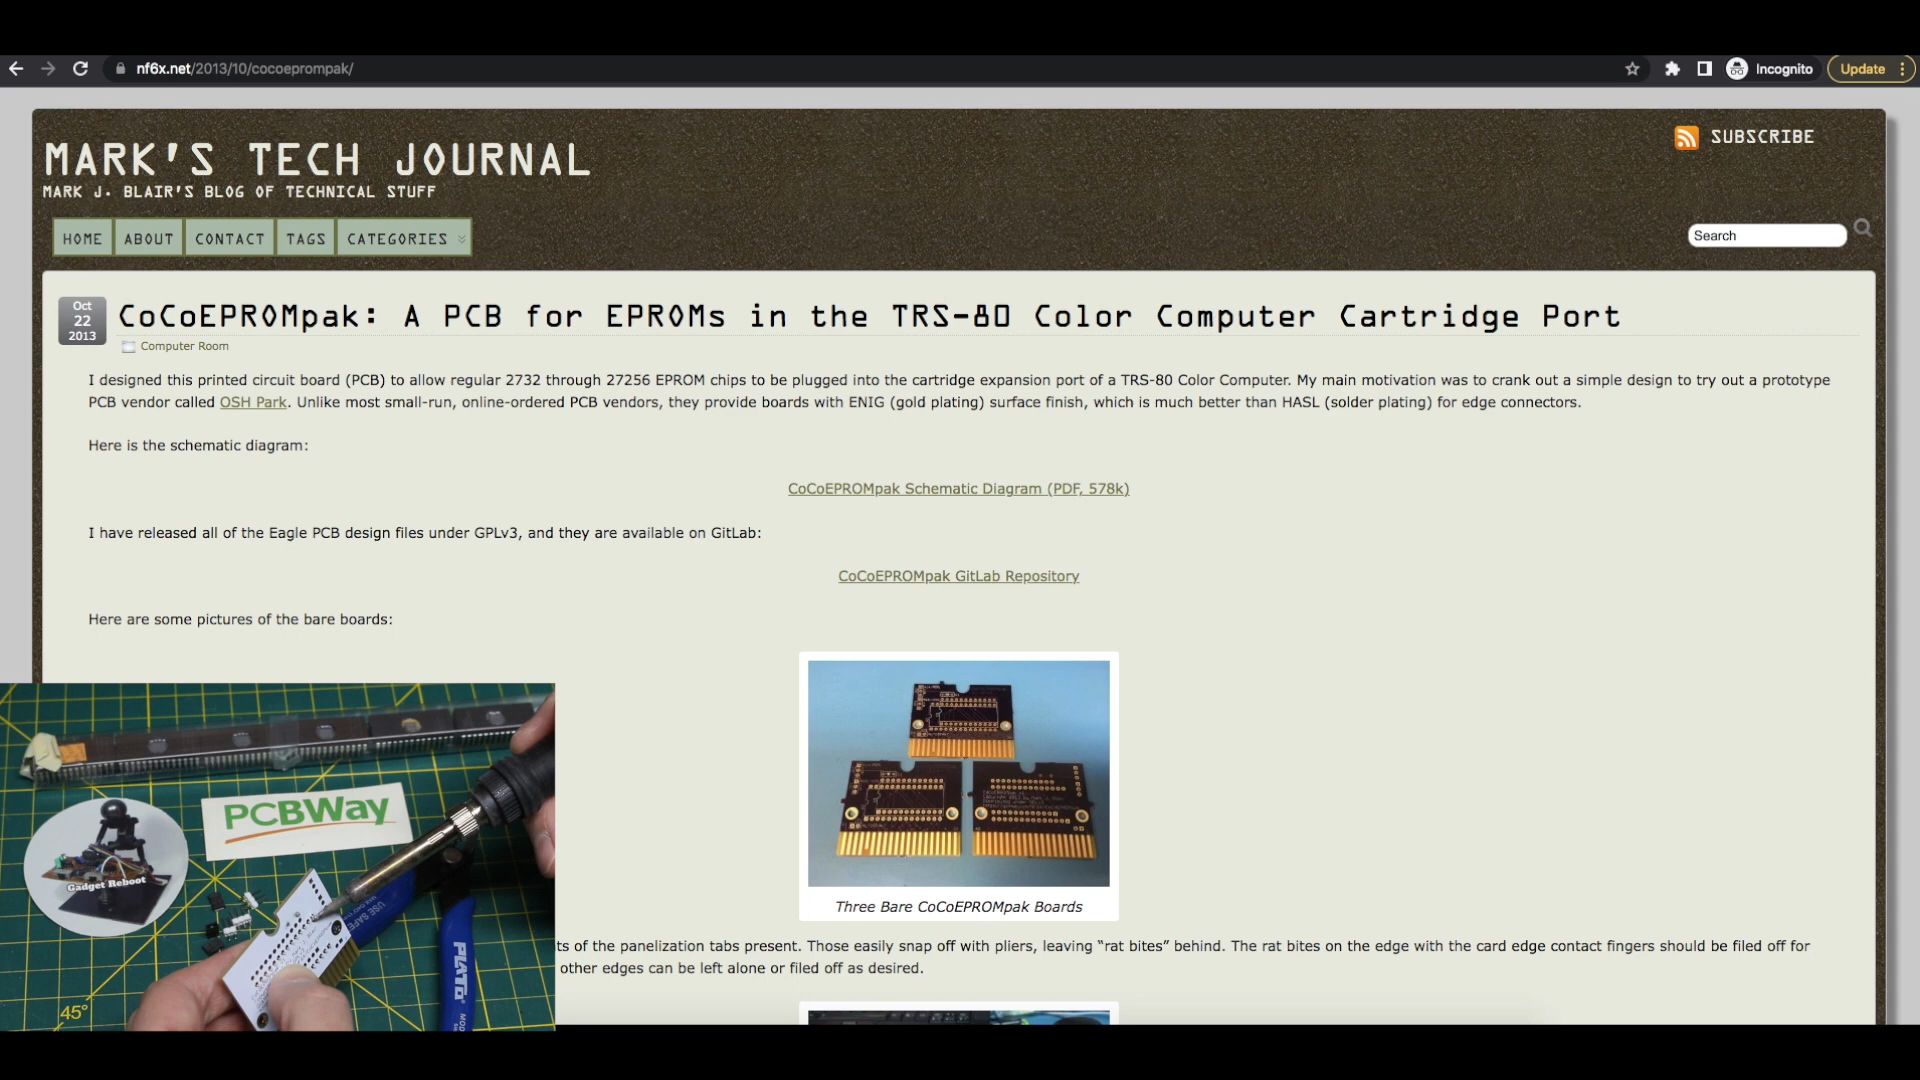 nf6x.net/2013/10/cocoeprompak/
Incognito
Update
SUBSCRIBE
MARK'S TECH JOURNAL
MARK J. BLAIR'S BLOG OF TECHNICAL STUFF
HOME ABOUT CONTACT TAGS CATEGORIES
Search
Oct
22
2013
CoCoEPROMpak: A PCB for EPROMs in the TRS-80 Color Computer Cartridge Port
Computer Room
I designed this printed circuit board (PCB) to allow regular 2732 through 27256 EPROM chips to be plugged into the cartridge expansion port of a TRS-80 Color Computer. My main motivation was to crank out a simple design to try out a prototype
PCB vendor called OSH Park. Unlike most small-run, online-ordered PCB vendors, they provide boards with ENIG (gold plating) surface finish, which is much better than HASL (solder plating) for edge connectors.
Here is the schematic diagram:
CoCoEPROMpak Schematic Diagram (PDF, 578k)
I have released all of the Eagle PCB design files under GPLv3, and they are available on GitLab:
CoCoEPROMpak GitLab Repository
Here are some pictures of the bare boards:
Three Bare CoCoEPROMpak Boards
ts of the panelization tabs present. Those easily snap off with pliers, leaving “rat bites” behind. The rat bites on the edge with the card edge contact fingers should be filed off for
other edges can be left alone or filed off as desired.
PCBWay
Gadget Reboot
USE SAFE
PLATO
45°